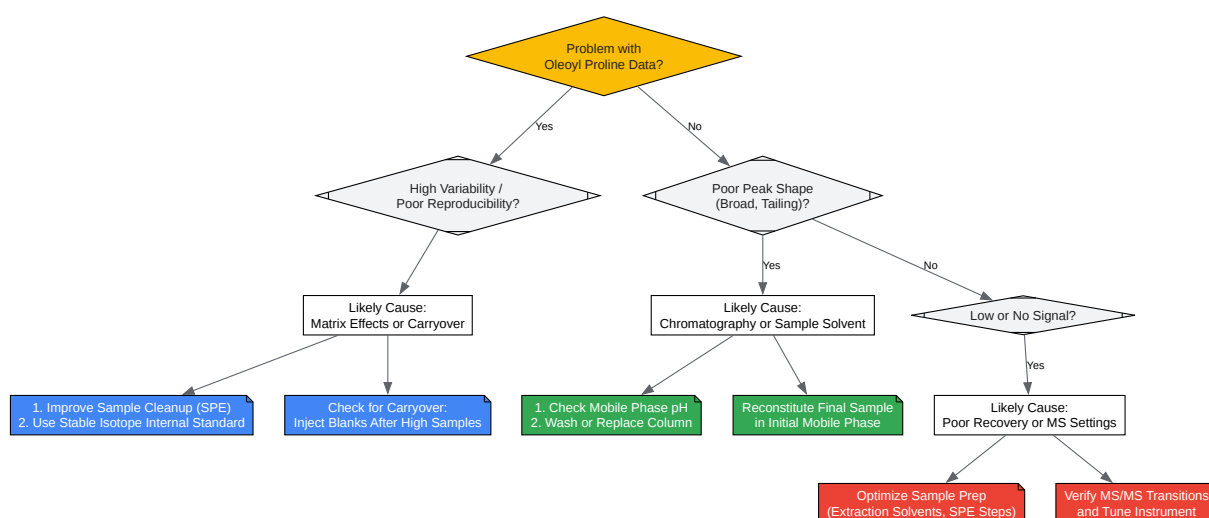 Problem with
Oleoyl Proline Data?
Yes
No
High Variability /
Poor Reproducibility?
Poor Peak Shape
(Broad, Tailing)?
Yes
No
Likely Cause:
Matrix Effects or Carryover
Likely Cause:
Chromatography or Sample Solvent
Low or No Signal?
Yes
1. Improve Sample Cleanup (SPE)
2. Use Stable Isotope Internal Standard
Check for Carryover:
Inject Blanks After High Samples
1. Check Mobile Phase pH
2. Wash or Replace Column
Reconstitute Final Sample
in Initial Mobile Phase
Likely Cause:
Poor Recovery or MS Settings
Optimize Sample Prep
(Extraction Solvents, SPE Steps)
Verify MS/MS Transitions
and Tune Instrument